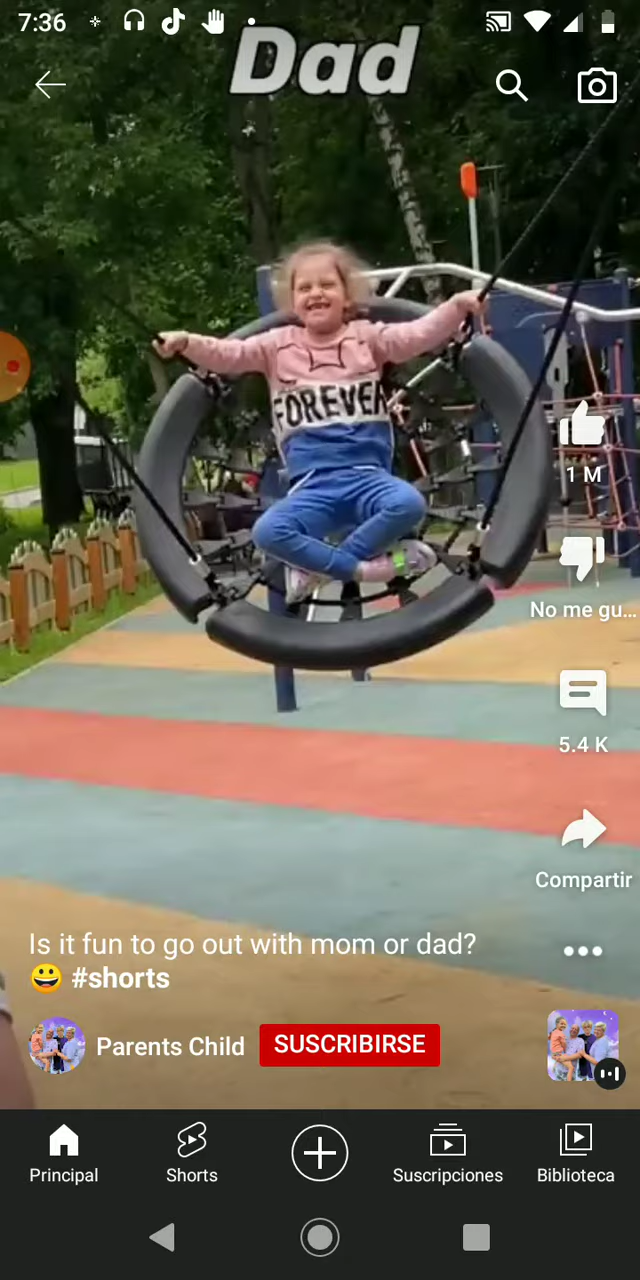 7:36
Dad
FOREVER
1 M
No me gu...
5.4 K
Compartir
Is it fun to go out with mom or dad?
😀 #shorts
Parents Child
SUSCRIBIRSE
Principal
Shorts
Suscripciones
Biblioteca